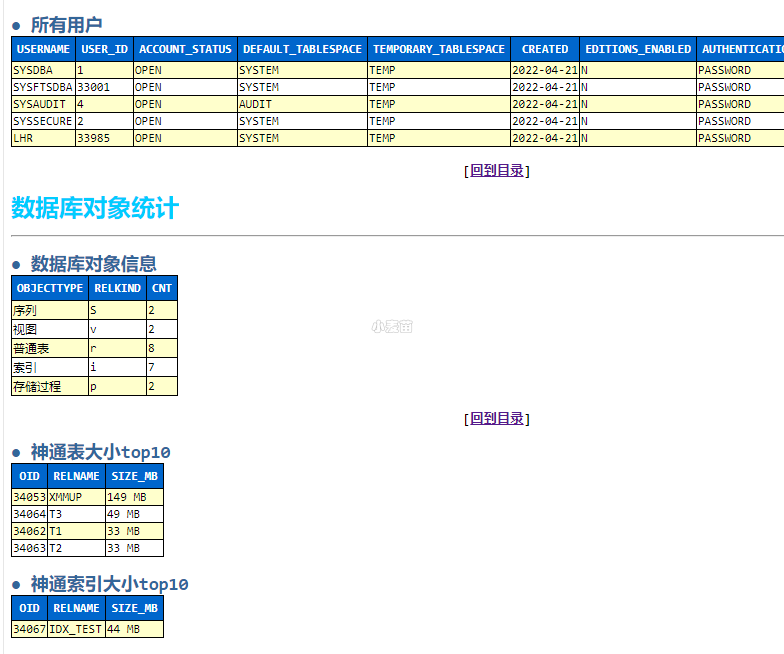 ● 所有用户
USERNAME USER_ID ACCOUNT_STATUS DEFAULT_TABLESPACE TEMPORARY_TABLESPACE CREATED EDITIONS_ENABLED AUTHENTICATIO
SYSDBA 1 OPEN SYSTEM TEMP 2022-04-21 N PASSWORD
SYSFTSDBA 33001 OPEN SYSTEM TEMP 2022-04-21 N PASSWORD
SYSAUDIT 4 OPEN AUDIT TEMP 2022-04-21 N PASSWORD
SYSSECURE 2 OPEN SYSTEM TEMP 2022-04-21 N PASSWORD
LHR 33985 OPEN SYSTEM TEMP 2022-04-21 N PASSWORD
[回到目录]
数据库对象统计
● 数据库对象信息
OBJECTTYPE RELKIND CNT
序列 S 2
视图 v 2
小麦苗
普通表 r 8
索引 i 7
存储过程 p 2
[回到目录]
● 神通表大小top10
OID RELNAME SIZE_MB
34053 XMMUP 149 MB
34064 T3 49 MB
34062 T1 33 MB
34063 T2 33 MB
● 神通索引大小top10
OID RELNAME SIZE_MB
34067 IDX_TEST 44 MB